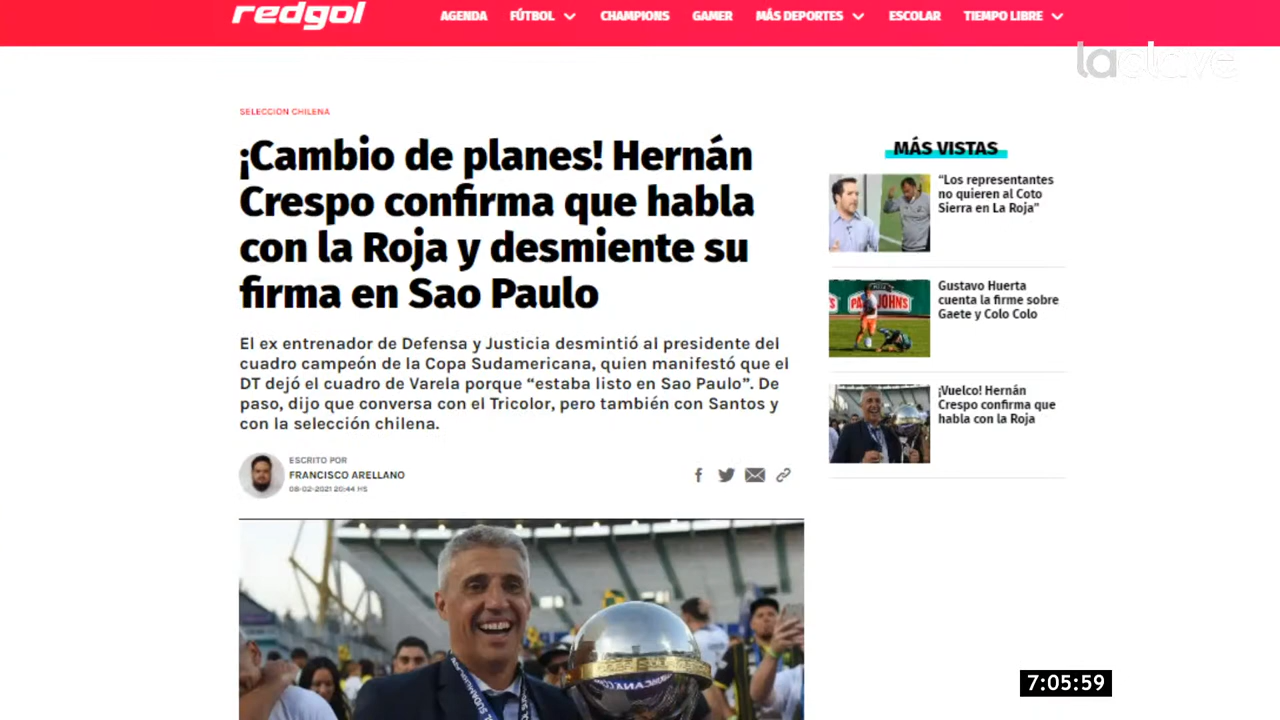 redgol
AGENDA FÚTBOL CHAMPIONS GAMER MÁS DEPORTES ESCOLAR TIEMPO LIBRE
laclave
SELECCION CHILENA
¡Cambio de planes! Hernán
Crespo confirma que habla
con la Roja y desmiente su
firma en Sao Paulo
El ex entrenador de Defensa y Justicia desmintió al presidente del
cuadro campeón de la Copa Sudamericana, quien manifestó que el
DT dejó el cuadro de Varela porque “estaba listo en Sao Paulo”. De
paso, dijo que conversa con el Tricolor, pero también con Santos y
con la selección chilena.
ESCRITO POR
FRANCISCO ARELLANO
08-02-2021 20:44 HS
MÁS VISTAS
“Los representantes
no quieren al Coto
Sierra en La Roja”
Gustavo Huerta
cuenta la firme sobre
Gaete y Colo Colo
¡Vuelco! Hernán
Crespo confirma que
habla con la Roja
7:05:59